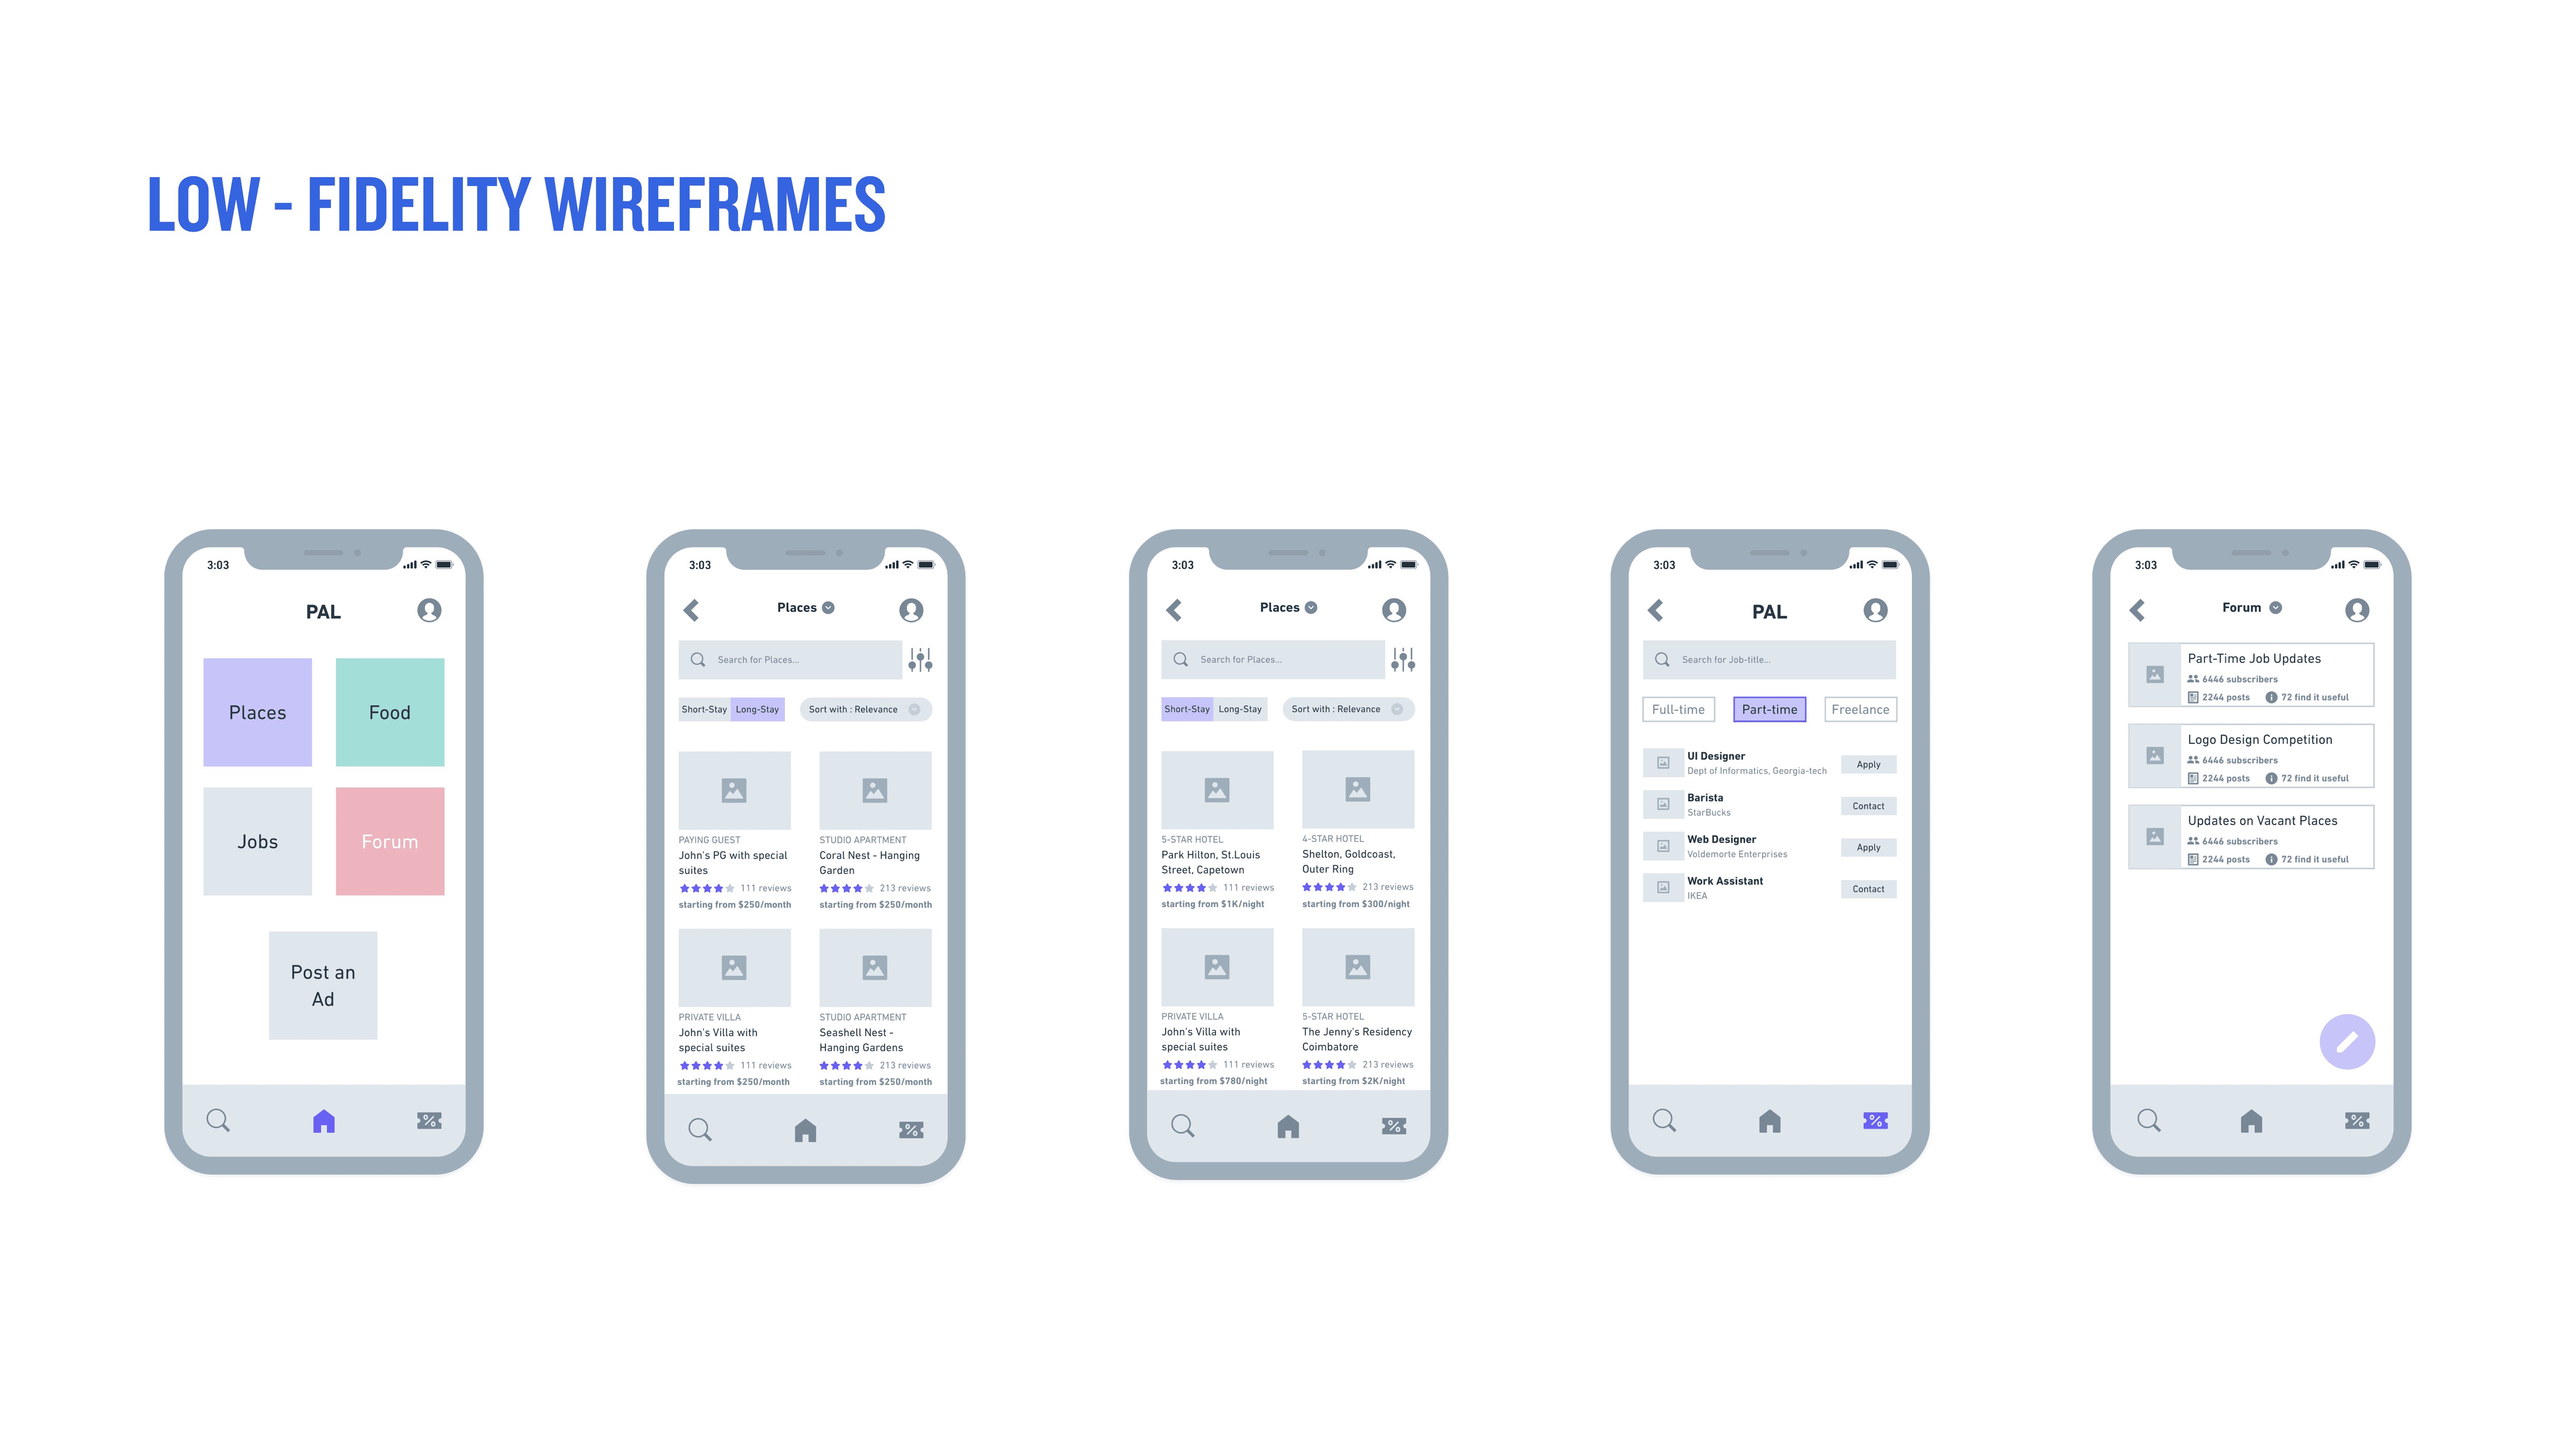 LOW - FIDELITY WIREFRAMES
3:03
PAL
Places
Food
Jobs
Forum
Post an
Ad
3:03
Places
Search for Places...
Short-Stay
Long-Stay
Sort with : Relevance
PAYING GUEST
John's PG with special
suites
111 reviews
starting from $250/month
STUDIO APARTMENT
Coral Nest - Hanging
Garden
213 reviews
starting from $250/month
PRIVATE VILLA
John's Villa with
special suites
111 reviews
starting from $250/month
STUDIO APARTMENT
Seashell Nest -
Hanging Gardens
213 reviews
starting from $250/month
3:03
Places
Search for Places...
Short-Stay
Long-Stay
Sort with : Relevance
5-STAR HOTEL
Park Hilton, St.Louis
Street, Capetown
111 reviews
starting from $1K/night
4-STAR HOTEL
Shelton, Goldcoast,
Outer Ring
213 reviews
starting from $300/night
PRIVATE VILLA
John's Villa with
special suites
111 reviews
starting from $780/night
5-STAR HOTEL
The Jenny's Residency
Coimbatore
213 reviews
starting from $2K/night
3:03
PAL
Search for Job-title...
Full-time
Part-time
Freelance
UI Designer
Dept of Informatics, Georgia-tech
Apply
Barista
StarBucks
Contact
Web Designer
Voldemorte Enterprises
Apply
Work Assistant
IKEA
Contact
3:03
Forum
Part-Time Job Updates
6446 subscribers
2244 posts
72 find it useful
Logo Design Competition
6446 subscribers
2244 posts
72 find it useful
Updates on Vacant Places
6446 subscribers
2244 posts
72 find it useful